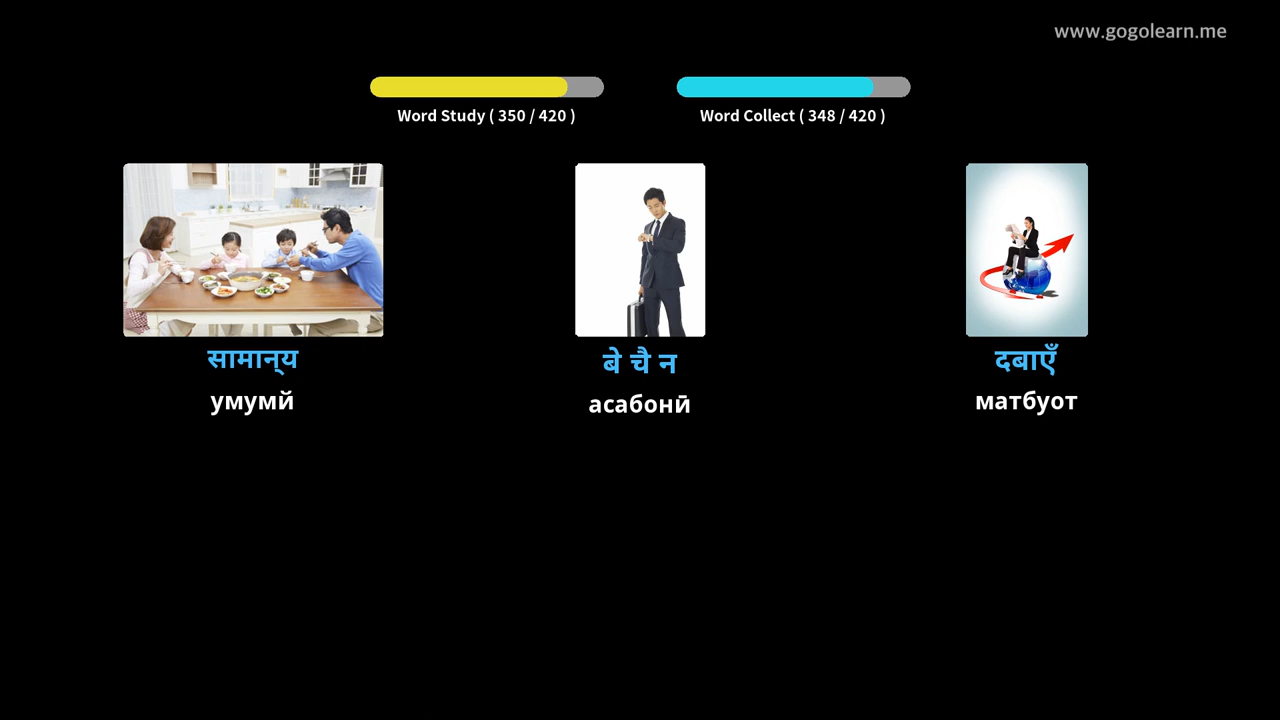 www.gogolearn.me
Word Study ( 350 / 420 )
Word Collect ( 348 / 420 )
सामान्‌य
бे चै न
दबाएँ
умумӣ
асабонӣ
матбуот